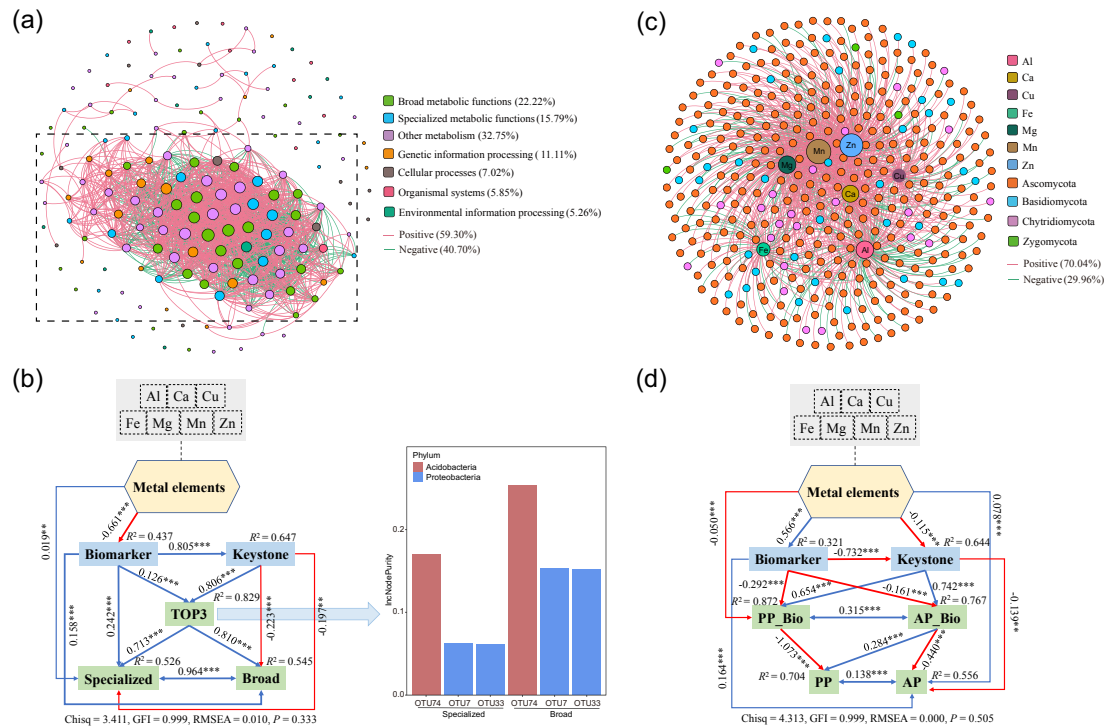 (a)
Broad metabolic functions (22.22%)
Specialized metabolic functions (15.79%)
Other metabolism (32.75%)
Genetic information processing (11.11%)
Cellular processes (7.02%)
Organismal systems (5.85%)
Environmental information processing (5.26%)
Positive (59.30%)
Negative (40.70%)
(c)
Mn
Zn
Mg
Cu
Ca
Fe
Al
Al
Ca
Cu
Fe
Mg
Mn
Zn
Ascomycota
Basidiomycota
Chytridiomycota
Zygomycota
Positive (70.04%)
Negative (29.96%)
(b)
Al Ca Cu
Fe Mg Mn Zn
Metal elements
0.019**
-0.661***
R² = 0.437
R² = 0.647
Biomarker
0.805***
Keystone
0.126***
0.806***
R² = 0.829
TOP3
0.158***
0.242***
-0.223***
-0.197**
0.713***
0.810***
R² = 0.526
R² = 0.545
Specialized
0.964***
Broad
Chisq = 3.411, GFI = 0.999, RMSEA = 0.010, P = 0.333
Phylum
Acidobacteria
Proteobacteria
IncNodePurity
0.2
0.1
0.0
OTU74 OTU7 OTU33 OTU74 OTU7 OTU33
Specialized Broad
(d)
Al Ca Cu
Fe Mg Mn Zn
Metal elements
-0.050***
0.566***
-0.115***
0.078***
R² = 0.321
R² = 0.644
Biomarker
-0.732***
Keystone
-0.292***
0.654***
-0.161***
0.742***
R² = 0.872
R² = 0.767
PP_Bio
0.315***
AP_Bio
-0.139**
-1.073***
0.284***
-0.440***
0.164***
R² = 0.704
R² = 0.556
PP
0.138***
AP
Chisq = 4.313, GFI = 0.999, RMSEA = 0.000, P = 0.505